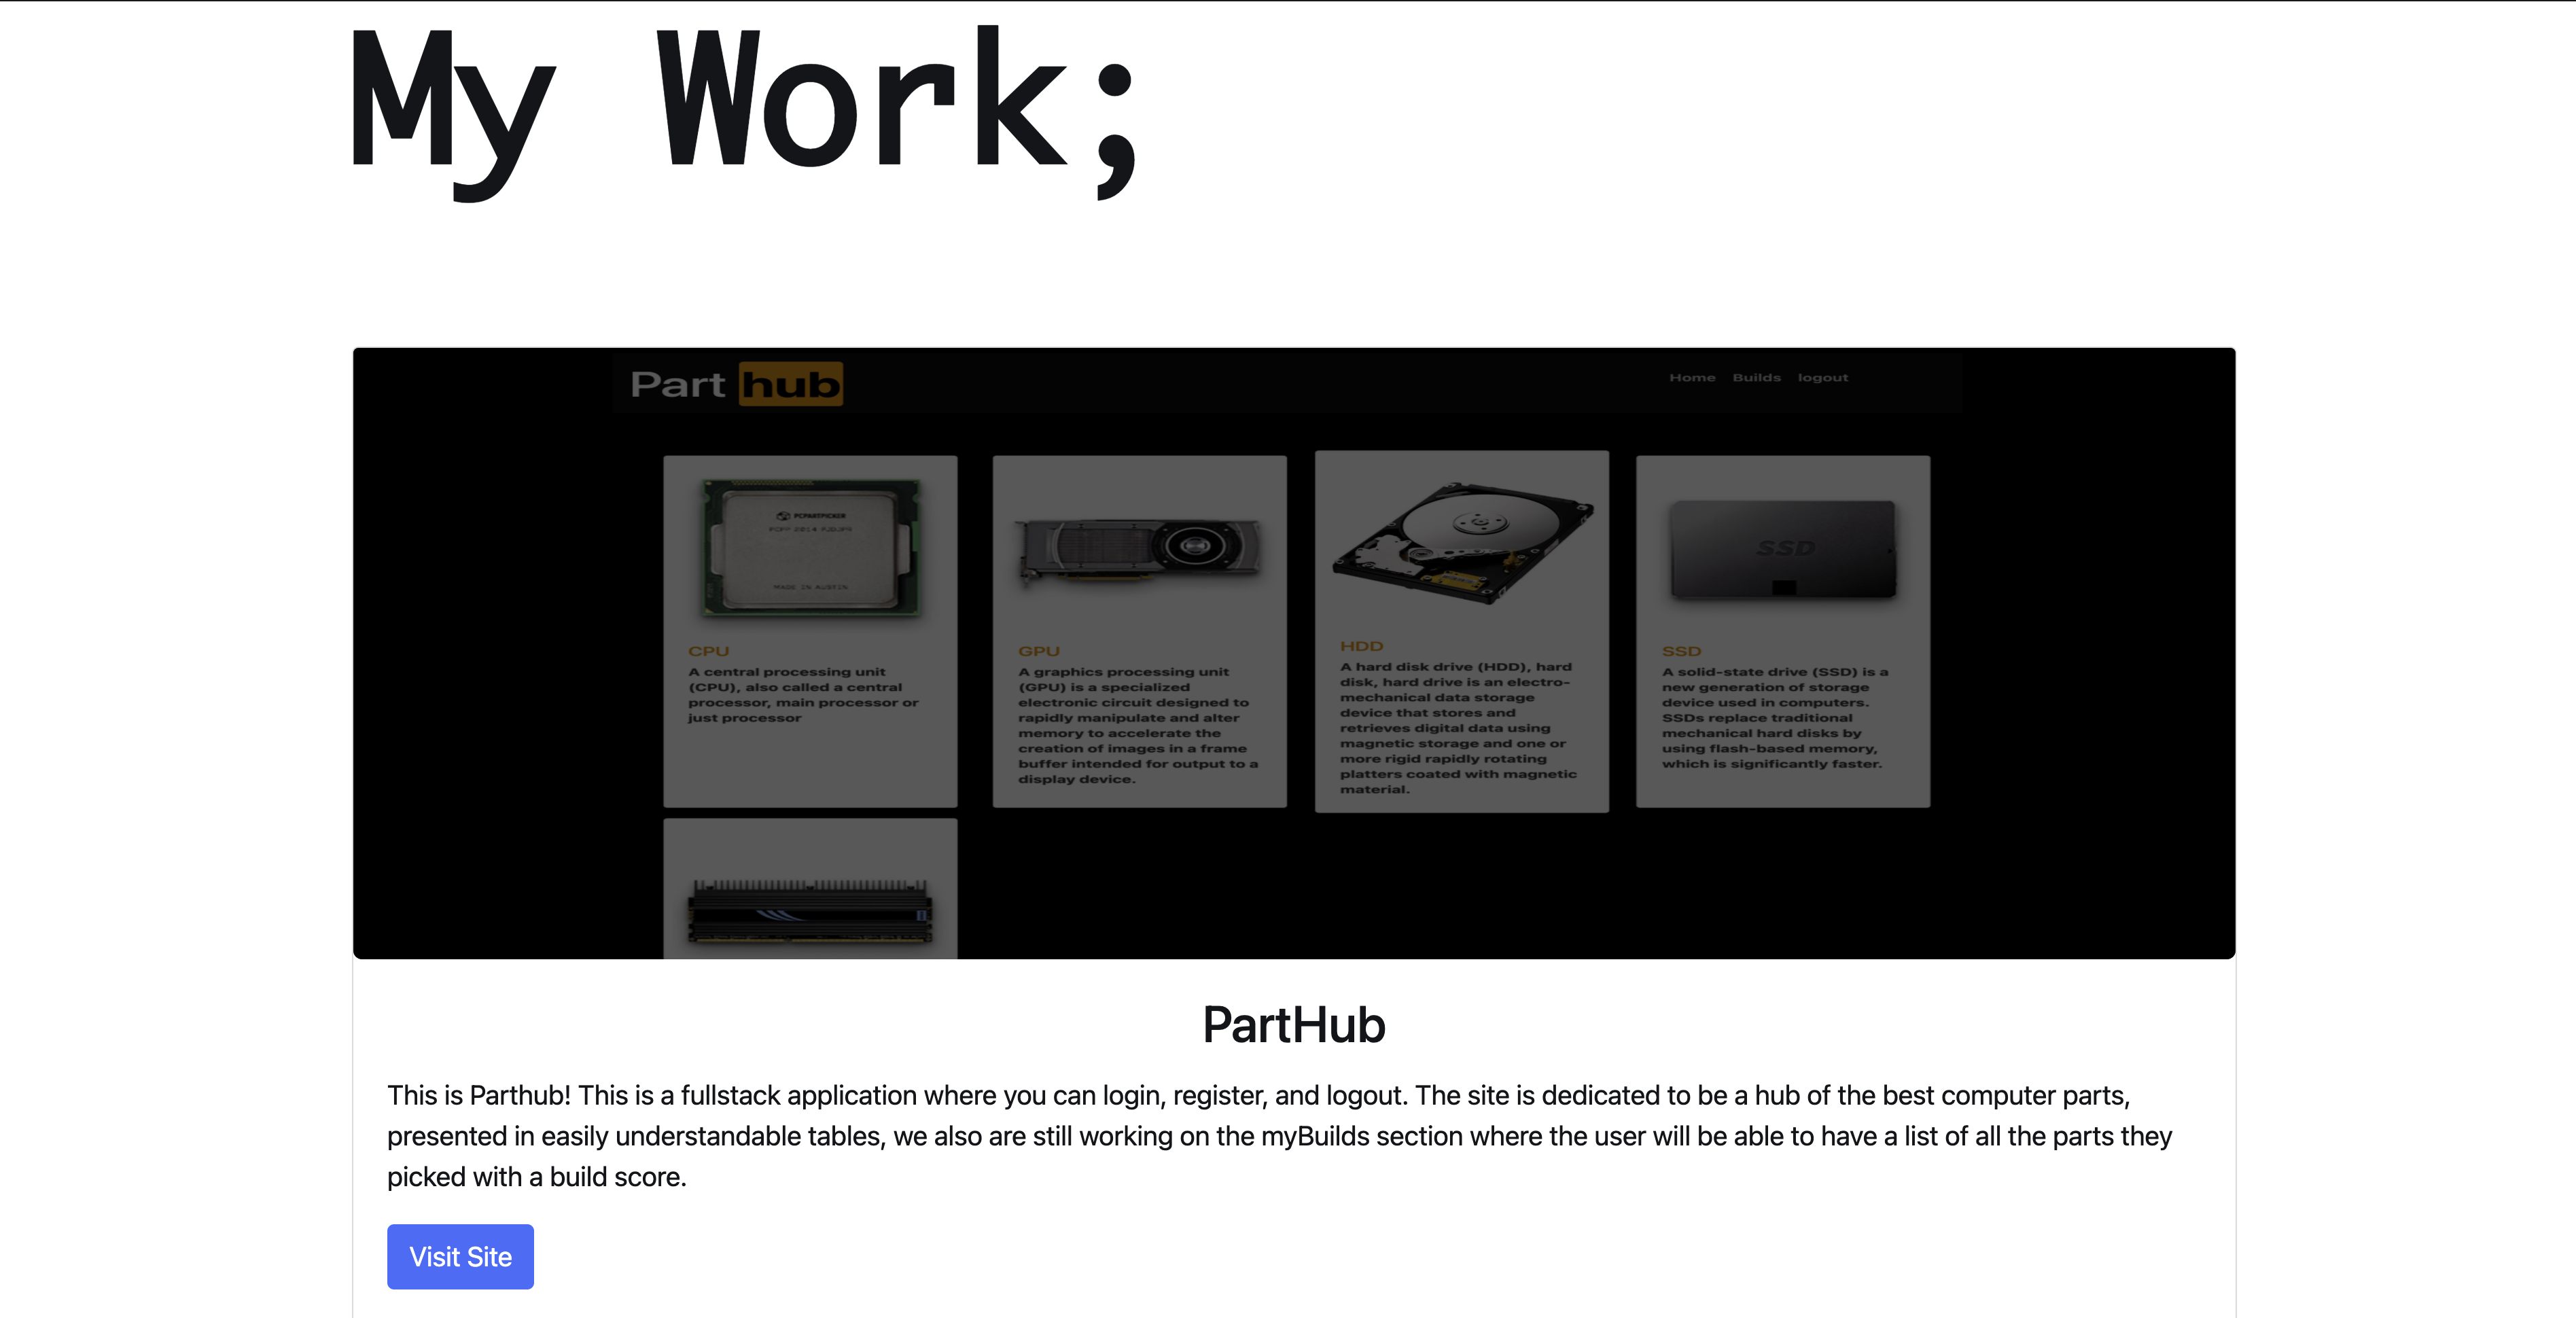 My Work;
Part hub
Home Builds logout
PCPARTPICKER
MADE IN AUSTIN
SSD
CPU
A central processing unit
(CPU), also called a central
processor, main processor or
just processor
GPU
A graphics processing unit
(GPU) is a specialized
electronic circuit designed to
rapidly manipulate and alter
memory to accelerate the
creation of images in a frame
buffer intended for output to a
display device.
HDD
A hard disk drive (HDD), hard
disk, hard drive is an electro-
mechanical data storage
device that stores and
retrieves digital data using
magnetic storage and one or
more rigid rapidly rotating
platters coated with magnetic
material.
SSD
A solid-state drive (SSD) is a
new generation of storage
device used in computers.
SSDs replace traditional
mechanical hard disks by
using flash-based memory,
which is significantly faster.
PartHub
This is Parthub! This is a fullstack application where you can login, register, and logout. The site is dedicated to be a hub of the best computer parts,
presented in easily understandable tables, we also are still working on the myBuilds section where the user will be able to have a list of all the parts they
picked with a build score.
Visit Site